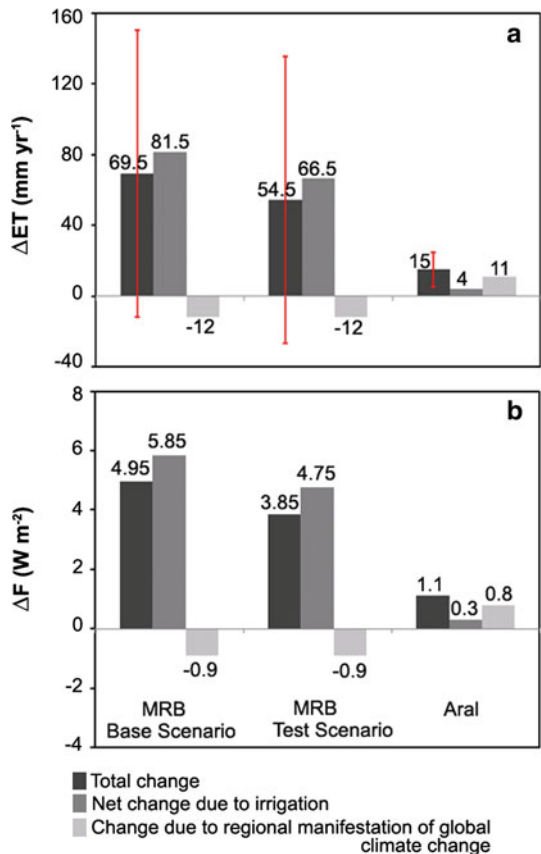 160
a
120
80
40
0
-40
ΔET (mm yr⁻¹)
69.5
81.5
-12
54.5
66.5
-12
15
4
11
8
b
6
4
2
0
-2
-4
ΔF (W m⁻²)
4.95
5.85
-0.9
3.85
4.75
-0.9
1.1
0.3
0.8
MRB
Base Scenario
MRB
Test Scenario
Aral
Total change
Net change due to irrigation
Change due to regional manifestation of global
climate change